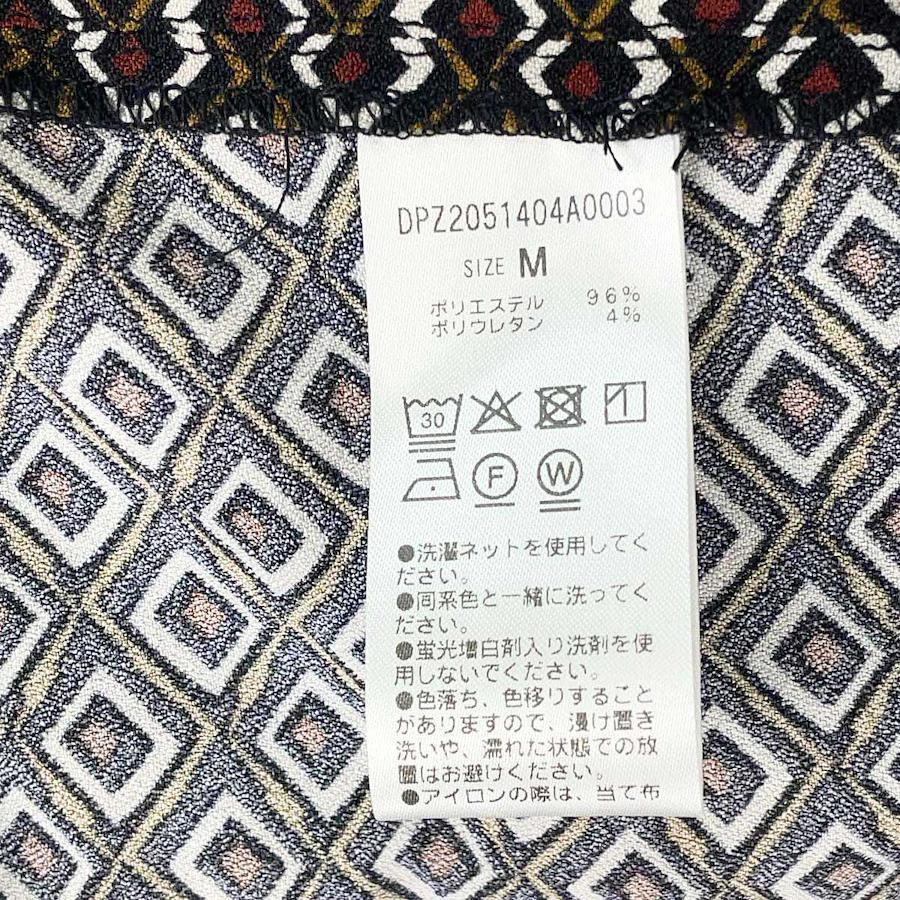 DPZ2051404A0003
SIZE M
ポリエステル 96%
ポリウレタン 4%
30
F W
●洗濯ネットを使用してく
ださい。
●同系色と一緒に洗ってく
ださい。
●蛍光増白剤入り洗剤を使
用しないでください。
●色落ち、色移りすること
がありますので、漬け置き
洗いや、濡れた状態での放
置はお避けください。
●アイロンの際は、当て布